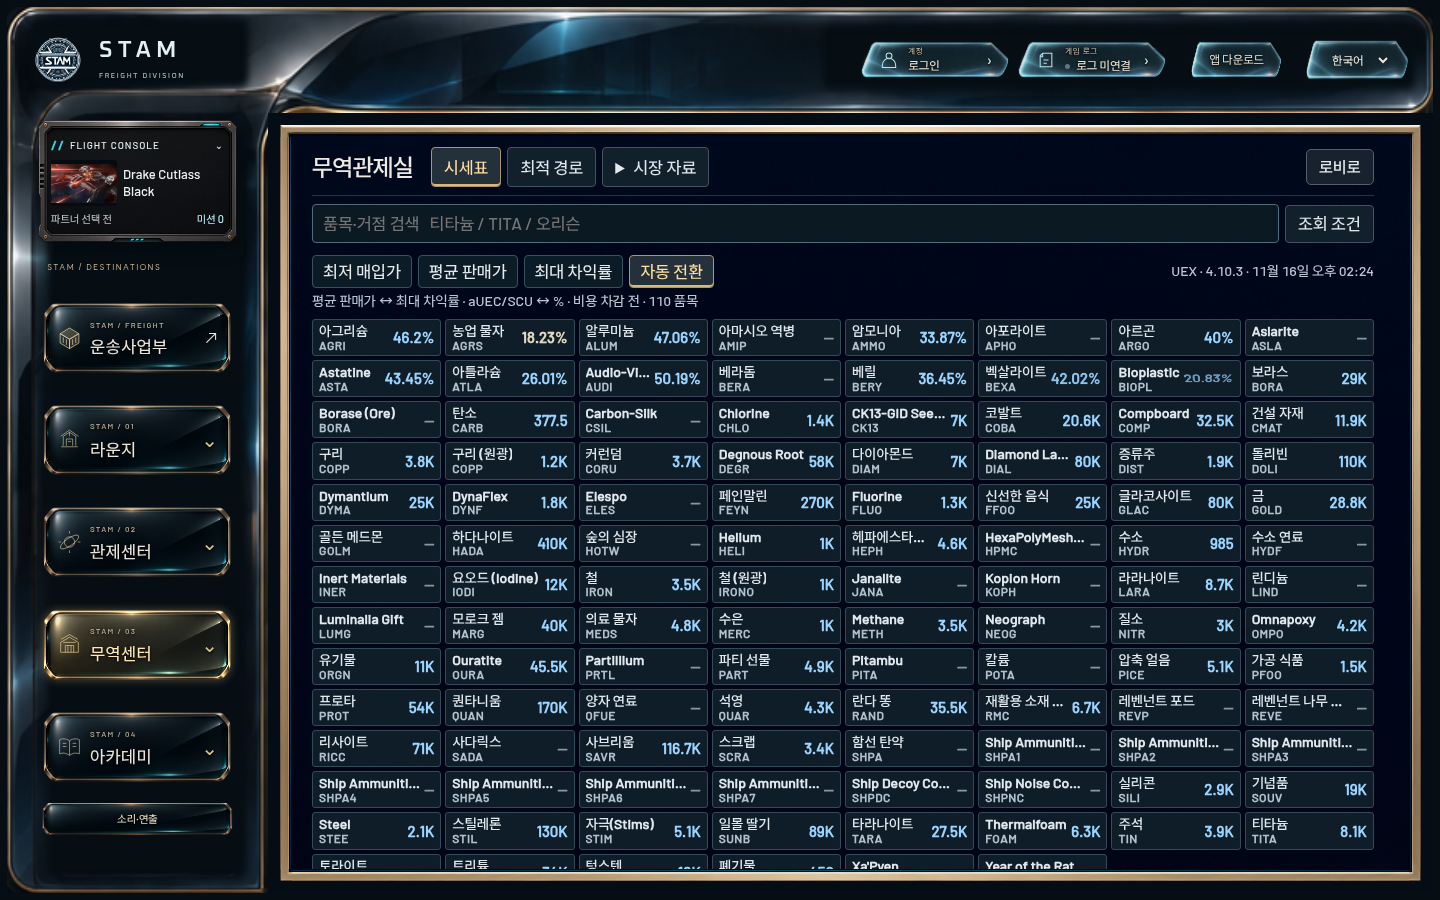 STAM
FREIGHT DIVISION
STAM
계정
로그인
게임 로그
로그 미연결
앱 다운로드
한국어
// FLIGHT CONSOLE
Drake Cutlass
Black
파트너 선택 전 미션 0
STAM / DESTINATIONS
STAM / FREIGHT
운송사업부
STAM / 01
라운지
STAM / 02
관제센터
STAM / 03
무역센터
STAM / 04
아카데미
소리·연출
무역관제실 시세표 최적 경로 ▶ 시장 자료 로비로
품목·거점 검색 티타늄 / TITA / 오리슨 조회 조건
최저 매입가 평균 판매가 최대 차익률 자동 전환 UEX · 4.10.3 · 11월 16일 오후 02:24
평균 판매가 ↔ 최대 차익률 · aUEC/SCU ↔ % · 비용 차감 전 · 110 품목
아그리슘 AGRI 46.2% 농업 물자 AGRS 18.23% 알루미늄 ALUM 47.06% 아마시오 역병 AMIP — 암모니아 AMMO 33.87% 아포라이트 APHO — 아르곤 ARGO 40% Aslarite ASLA —
Astatine ASTA 43.45% 아틀라슘 ATLA 26.01% Audio-Vi... AUDI 50.19% 베라돔 BERA — 베릴 BERY 36.45% 벡살라이트 BEXA 42.02% Bioplastic BIOPL 20.83% 보라스 BORA 29K
Borase (Ore) BORA — 탄소 CARB 377.5 Carbon-Silk CSIL — Chlorine CHLO 1.4K CK13-GID See... CK13 7K 코발트 COBA 20.6K Compboard COMP 32.5K 건설 자재 CMAT 11.9K
구리 COPP 3.8K 구리 (원광) COPP 1.2K 커런덤 CORU 3.7K Degnous Root DEGR 58K 다이아몬드 DIAM 7K Diamond La... DIAL 80K 증류주 DIST 1.9K 돌리빈 DOLI 110K
Dymantium DYMA 25K DynaFlex DYNF 1.8K Elespo ELES — 페인말린 FEYN 270K Fluorine FLUO 1.3K 신선한 음식 FFOO 25K 글라코사이트 GLAC 80K 금 GOLD 28.8K
골든 메드몬 GOLM — 하다나이트 HADA 410K 숲의 심장 HOTW — Helium HELI 1K 헤파에스타... HEPH 4.6K HexaPolyMesh... HPMC — 수소 HYDR 985 수소 연료 HYDF —
Inert Materials INER — 요오드 (Iodine) IODI 12K 철 IRON 3.5K 철 (원광) IRONO 1K Janalite JANA — Kopion Horn KOPH — 라라나이트 LARA 8.7K 린디늄 LIND —
Luminalia Gift LUMG — 모로크 젬 MARG 40K 의료 물자 MEDS 4.8K 수은 MERC 1K Methane METH 3.5K Neograph NEOG — 질소 NITR 3K Omnapoxy OMPO 4.2K
유기물 ORGN 11K Ouratite OURA 45.5K Partillium PRTL — 파티 선물 PART 4.9K Pitambu PITA — 칼륨 POTA — 압축 얼음 PICE 5.1K 가공 식품 PFOO 1.5K
프로타 PROT 54K 퀀타니움 QUAN 170K 양자 연료 QFUE — 석영 QUAR 4.3K 란다 똥 RAND 35.5K 재활용 소재 ... RMC 6.7K 레벤넌트 포드 REVP — 레벤넌트 나무 ... REVE —
리사이트 RICC 71K 사다릭스 SADA — 사브리움 SAVR 116.7K 스크랩 SCRA 3.4K 함선 탄약 SHPA — Ship Ammuniti... SHPA1 — Ship Ammuniti... SHPA2 — Ship Ammuniti... SHPA3 —
Ship Ammuniti... SHPA4 — Ship Ammuniti... SHPA5 — Ship Ammuniti... SHPA6 — Ship Ammuniti... SHPA7 — Ship Decoy Co... SHPDC — Ship Noise Co... SHPNC — 실리콘 SILI 2.9K 기념품 SOUV 19K
Steel STEE 2.1K 스틸레론 STIL 130K 자극(Stims) STIM 5.1K 일몰 딸기 SUNB 89K 타라나이트 TARA 27.5K Thermalfoam FOAM 6.3K 주석 TIN 3.9K 티타늄 TITA 8.1K
토라이트 트리튬 텅스텐 폐기물 Xa'Pyen Year of the Rat